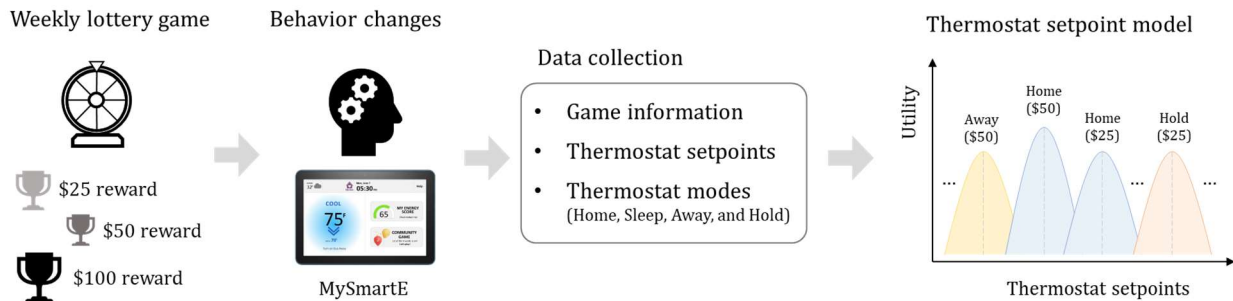 Weekly lottery game
$25 reward
$50 reward
$100 reward
Behavior changes
05:30
COOL
75°F
65
MY ENERGY SCORE
COMMUNITY GAME
MySmartE
Data collection
• Game information
• Thermostat setpoints
• Thermostat modes
(Home, Sleep, Away, and Hold)
Thermostat setpoint model
Utility
Away
($50)
Home
($50)
Home
($25)
Hold
($25)
...
...
...
Thermostat setpoints